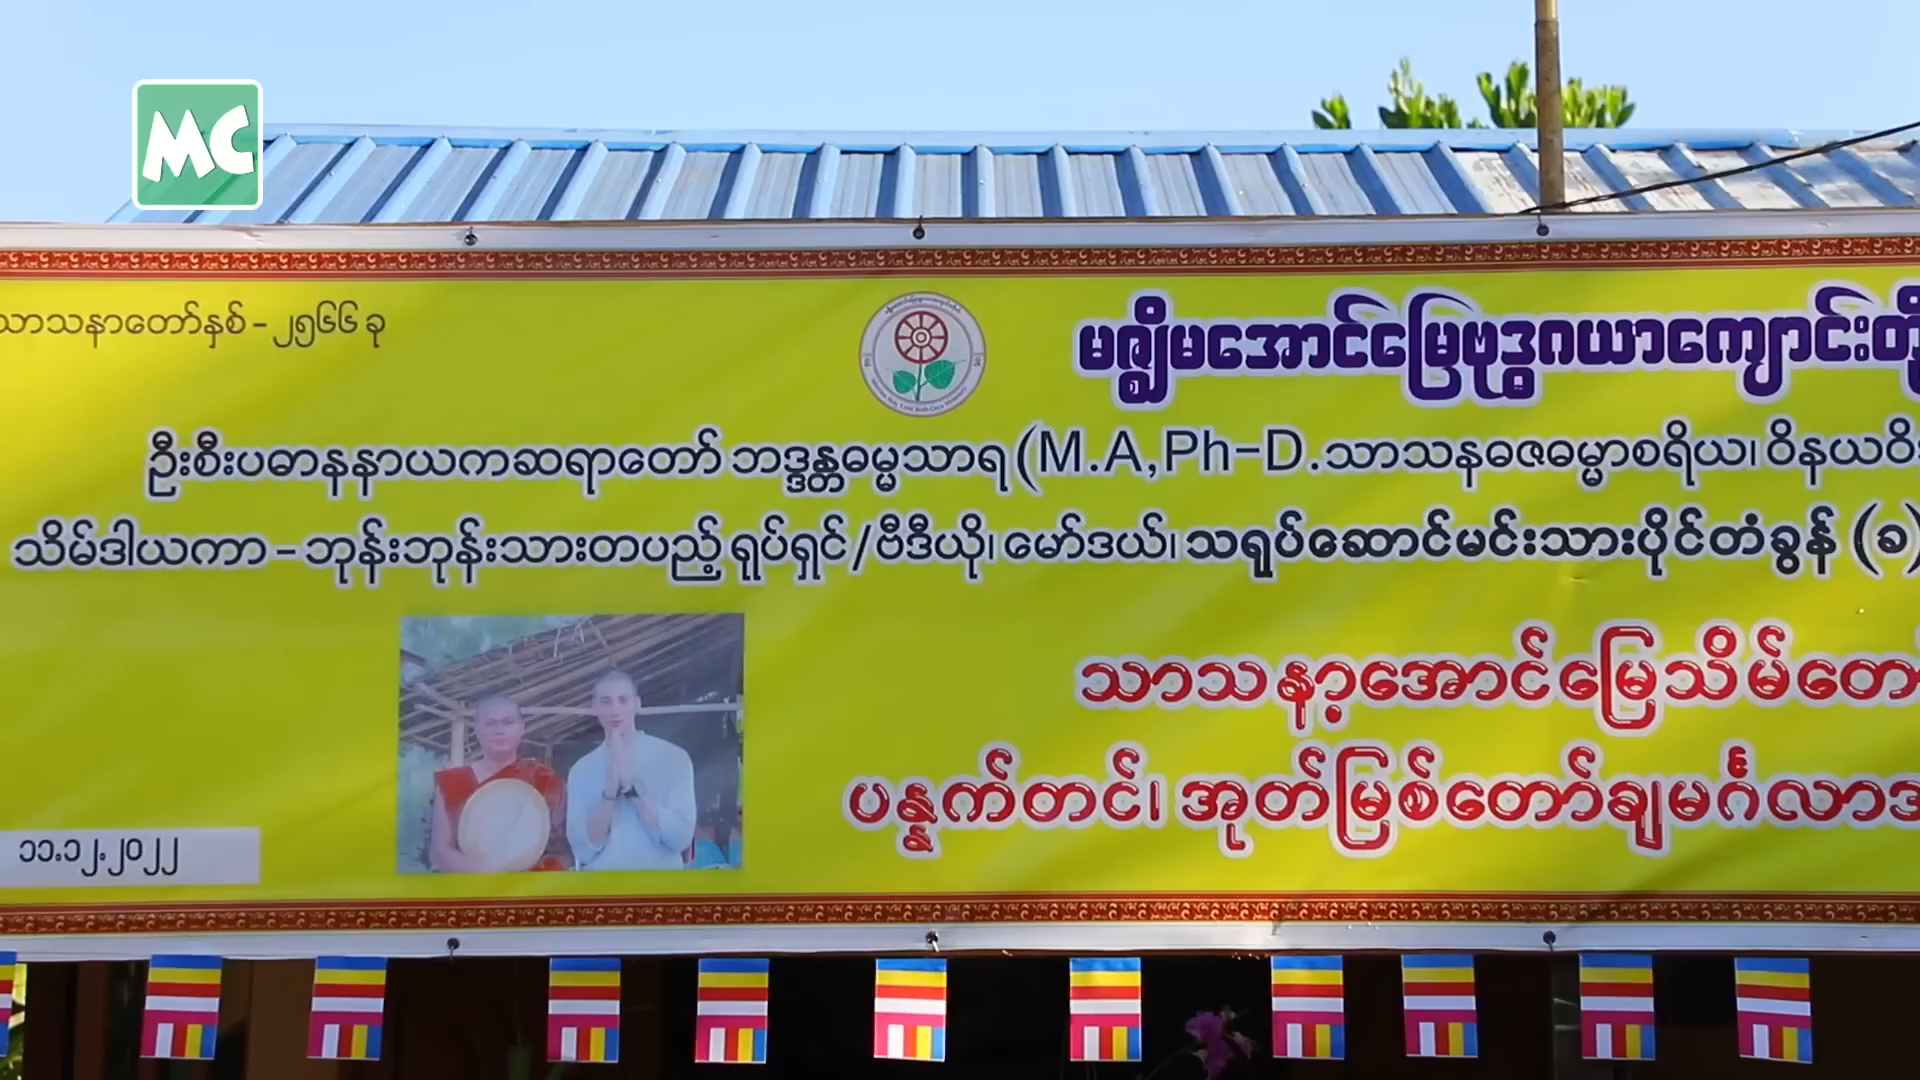 MC
သာသနာတော်နှစ် - ၂၅၆၆ ခု
မဇ္ဈိမအောင်မြေဗုဒ္ဓဂယာကျောင်းတို
ဦးစီးပဓာနနာယကဆရာတော် ဘဒ္ဒန္တဓမ္မသာရ (M.A,Ph-D.သာသနဓဇဓမ္မာစရိယ၊ ဝိနယဝိ
သိမ်ဒါယကာ - ဘုန်းဘုန်းသားတပည့် ရုပ်ရှင်/ဗီဒီယို၊ မော်ဒယ်၊ သရုပ်ဆောင်မင်းသားပိုင်တံခွန် (ခ)
သာသနာ့အောင်မြေသိမ်တော
ပန္နက်တင်၊ အုတ်မြစ်တော်ချမင်္ဂလာအ
၁၁.၁၂.၂၀၂၂